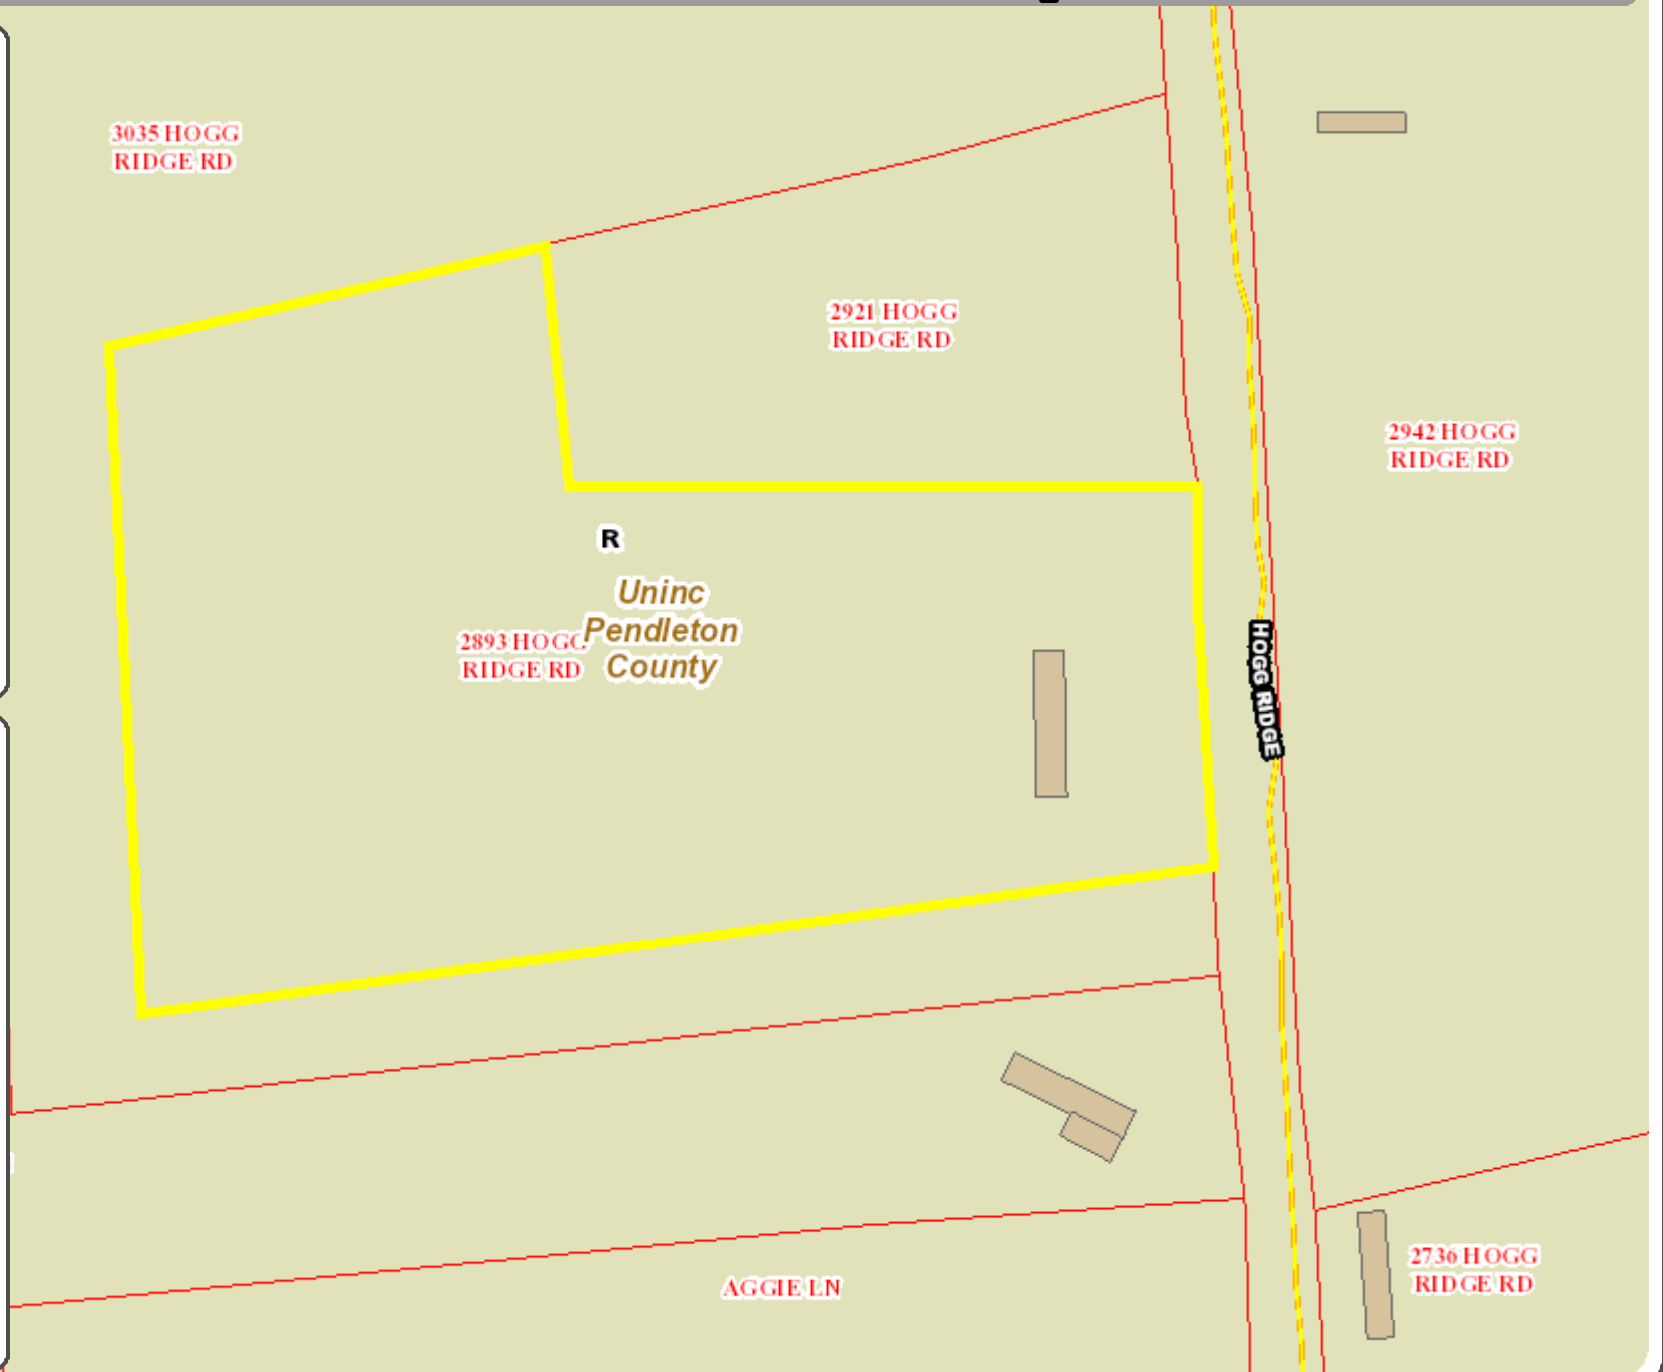 3035 HOGG
RIDGE RD
2921 HOGG
RIDGE RD
2942 HOGG
RIDGE RD
R
Uninc
Pendleton
County
2893 HOGG
RIDGE RD
HOGG RIDGE
2736 HOGG
RIDGE RD
AGGIE LN